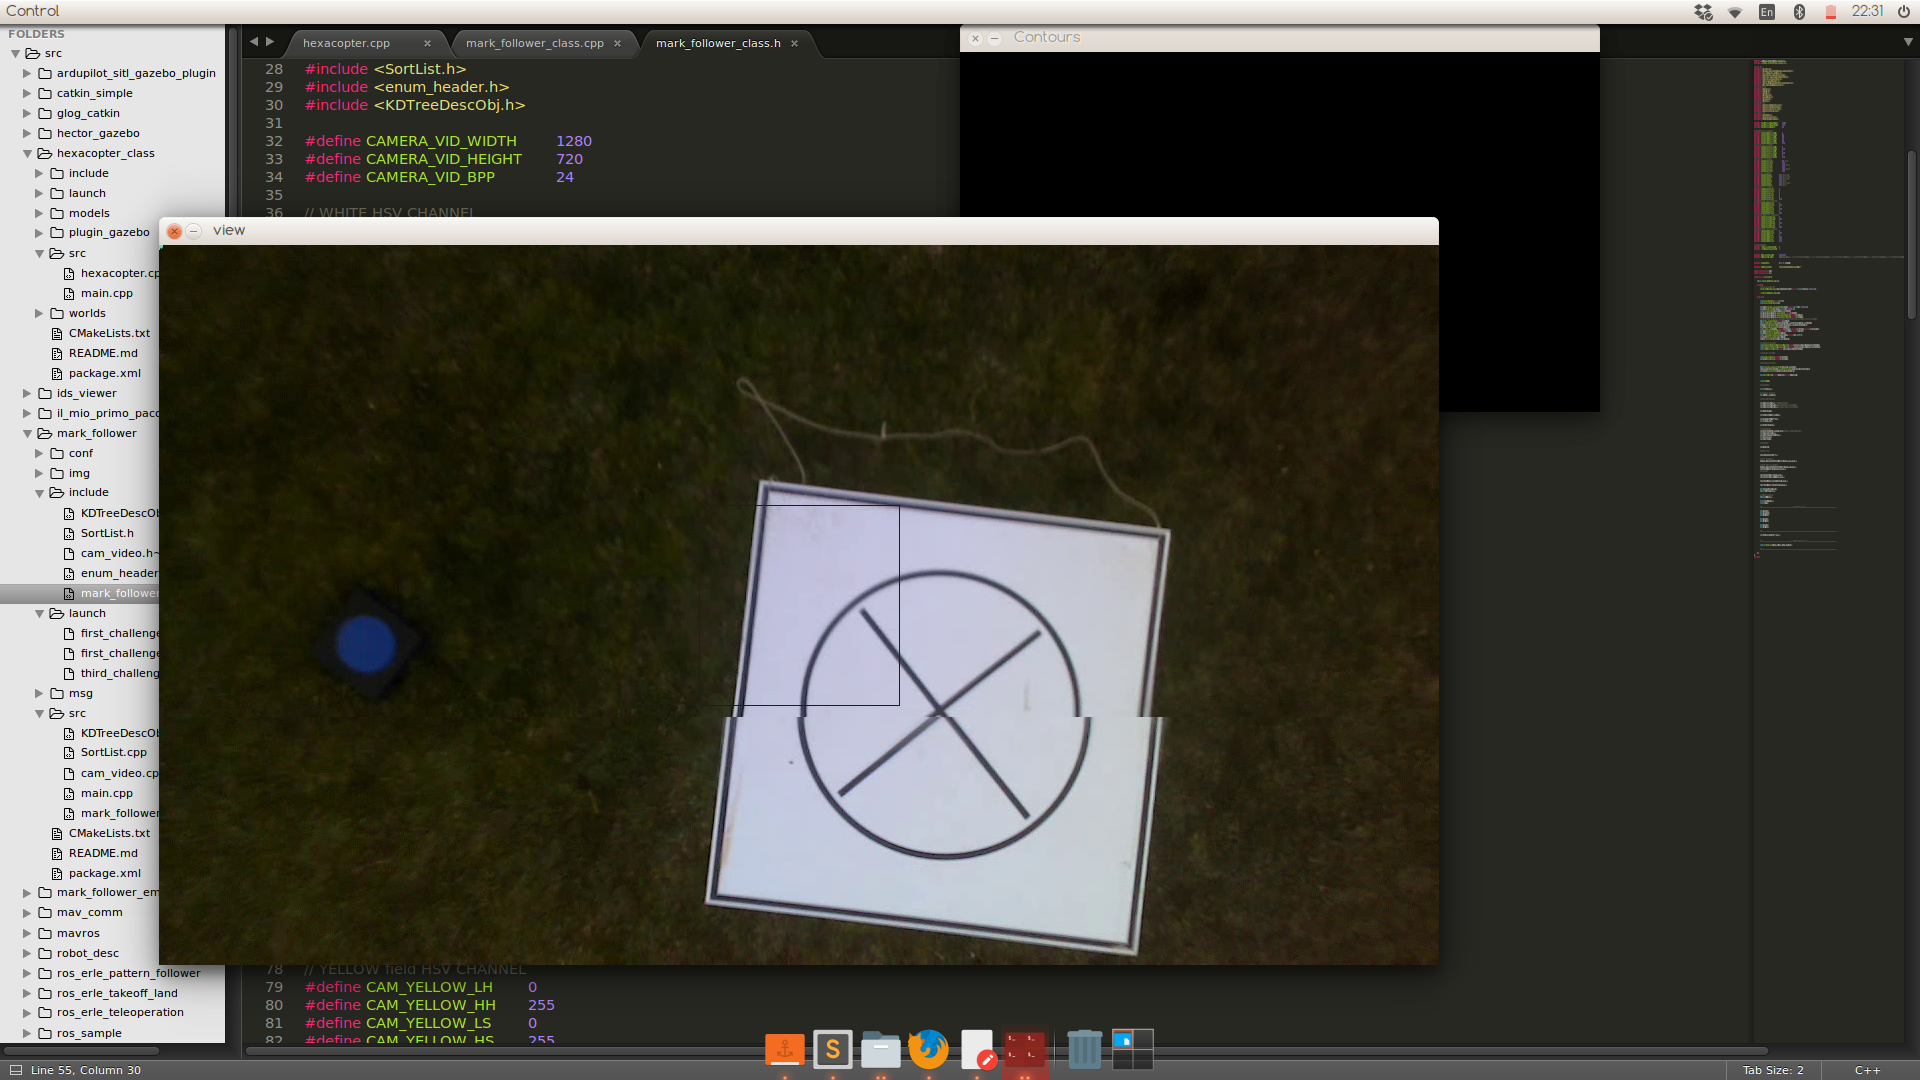 Control
En
22:31
FOLDERS
src
ardupilot_sitl_gazebo_plugin
catkin_simple
glog_catkin
hector_gazebo
hexacopter_class
include
launch
models
plugin_gazebo
src
hexacopter.cp
main.cpp
worlds
CMakeLists.txt
README.md
package.xml
ids_viewer
il_mio_primo_paco
mark_follower
conf
img
include
KDTreeDescOb
SortList.h
cam_video.h~
enum_header
mark_followe
launch
first_challenge
first_challenge
third_challeng
msg
src
KDTreeDescOb
SortList.cpp
cam_video.cp
main.cpp
mark_follower
CMakeLists.txt
README.md
package.xml
mark_follower_em
mav_comm
mavros
robot_desc
ros_erle_pattern_follower
ros_erle_takeoff_land
ros_erle_teleoperation
ros_sample
hexacopter.cpp
mark_follower_class.cpp
mark_follower_class.h
Contours
28 #include <SortList.h>
29 #include <enum_header.h>
30 #include <KDTreeDescObj.h>
31
32 #define CAMERA_VID_WIDTH 1280
33 #define CAMERA_VID_HEIGHT 720
34 #define CAMERA_VID_BPP 24
35
36 // WHITE HSV CHANNEL
view
78 // YELLOW field HSV CHANNEL
79 #define CAM_YELLOW_LH 0
80 #define CAM_YELLOW_HH 255
81 #define CAM_YELLOW_LS 0
82 #define CAM_YELLOW_HS 255
S
Line 55, Column 30
Tab Size: 2
C++